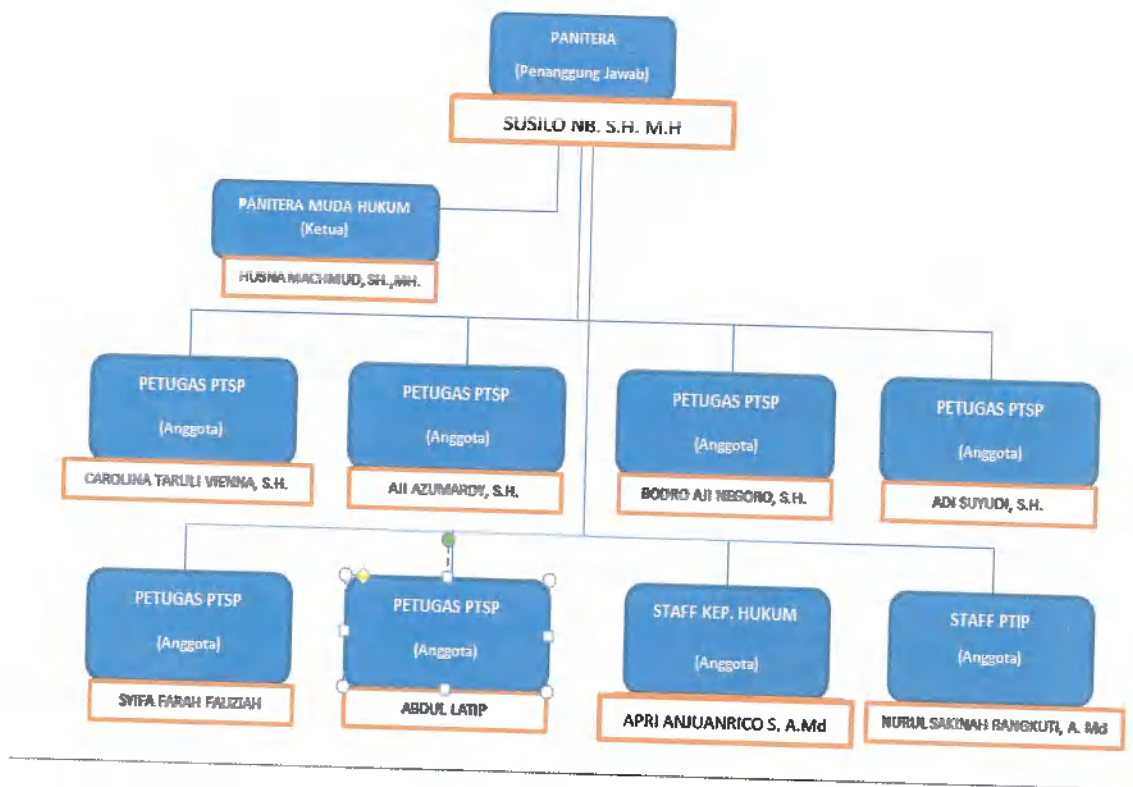 PANITERA
(Penanggung Jawab)
SUSILO NB. S.H. M.H
PANITERA MUDA HUKUM
(Ketua)
HUSNA MACHMUD, SH.,MH.
PETUGAS PTSP
(Anggota)
CAROLINA TARULI VIENNA, S.H.
PETUGAS PTSP
(Anggota)
AJI AZUMARDY, S.H.
PETUGAS PTSP
(Anggota)
BODRO AJI NEGORO, S.H.
PETUGAS PTSP
(Anggota)
ADI SUYUDI, S.H.
PETUGAS PTSP
(Anggota)
SYIFA FARAH FAUZIAH
PETUGAS PTSP
(Anggota)
ABDUL LATIP
STAFF KEP. HUKUM
(Anggota)
APRI ANJUANRICO S. A.Md
STAFF PTIP
(Anggota)
NURUL SAKINAH RANGKUTI, A. Md